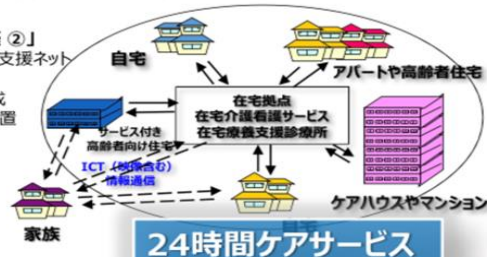 ②」
支援ネット
置
自宅
アパートや高齢者住宅
在宅拠点
在宅介護看護サービス
在宅療養支援診療所
サービス付き
高齢者向け住宅
ICT（映像含む）
情報通信
家族
ケアハウスやマンション
24時間ケアサービス